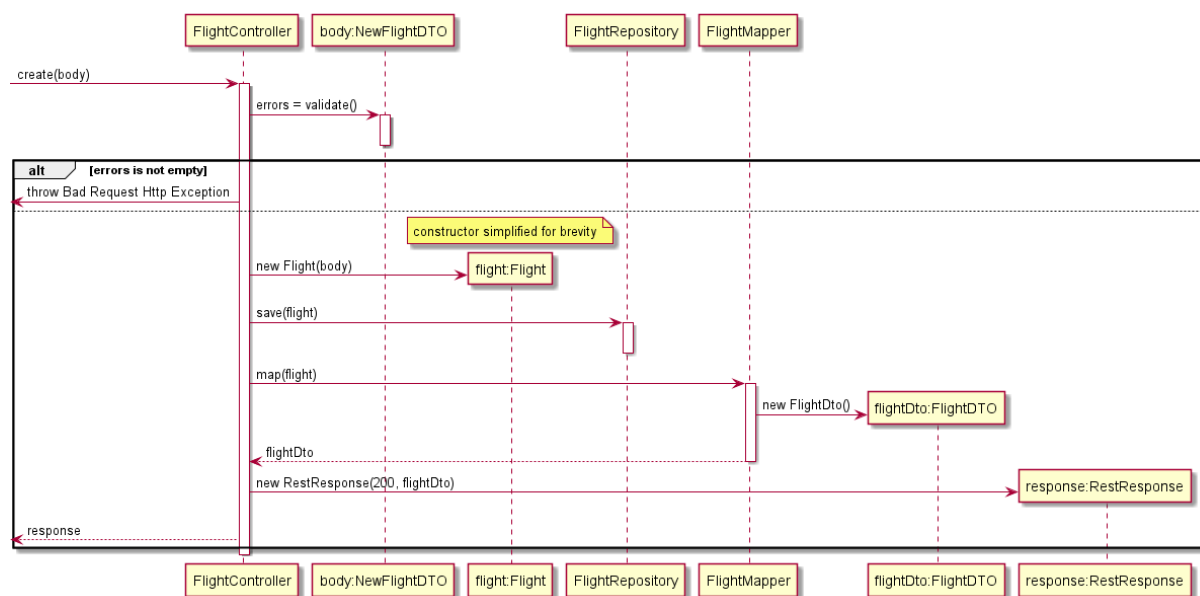 FlightController
body:NewFlightDTO
FlightRepository
FlightMapper
create(body)
errors = validate()
alt
[errors is not empty]
throw Bad Request Http Exception
constructor simplified for brevity
new Flight(body)
flight:Flight
save(flight)
map(flight)
new FlightDto()
flightDto:FlightDTO
flightDto
new RestResponse(200, flightDto)
response:RestResponse
response
FlightController
body:NewFlightDTO
flight:Flight
FlightRepository
FlightMapper
flightDto:FlightDTO
response:RestResponse